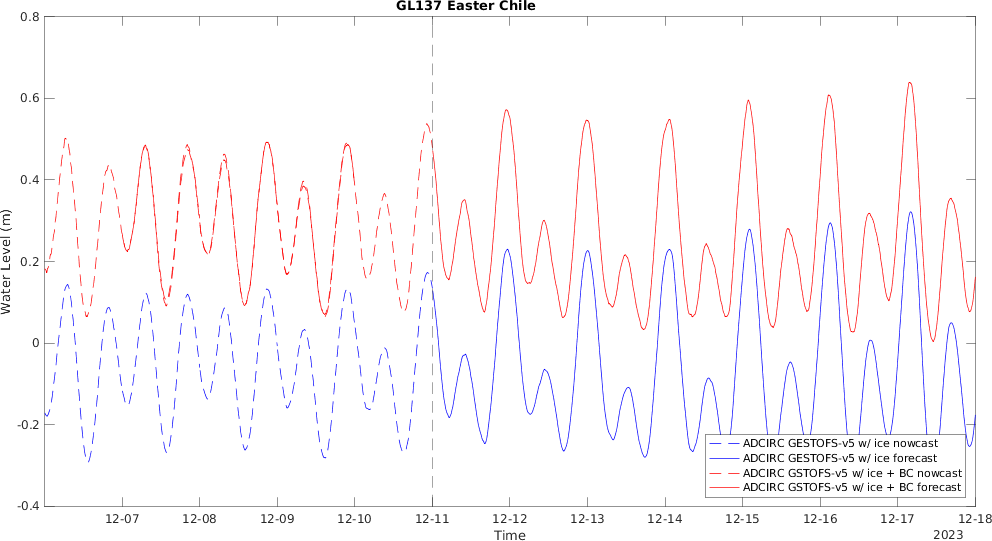 GL137 Easter Chile
Water Level (m)
0.8
0.6
0.4
0.2
0
-0.2
-0.4
ADCIRC GESTOFS-v5 w/ ice nowcast
ADCIRC GESTOFS-v5 w/ ice forecast
ADCIRC GSTOFS-v5 w/ ice + BC nowcast
ADCIRC GSTOFS-v5 w/ ice + BC forecast
12-07 12-08 12-09 12-10 12-11 12-12 12-13 12-14 12-15 12-16 12-17 12-18
Time
2023